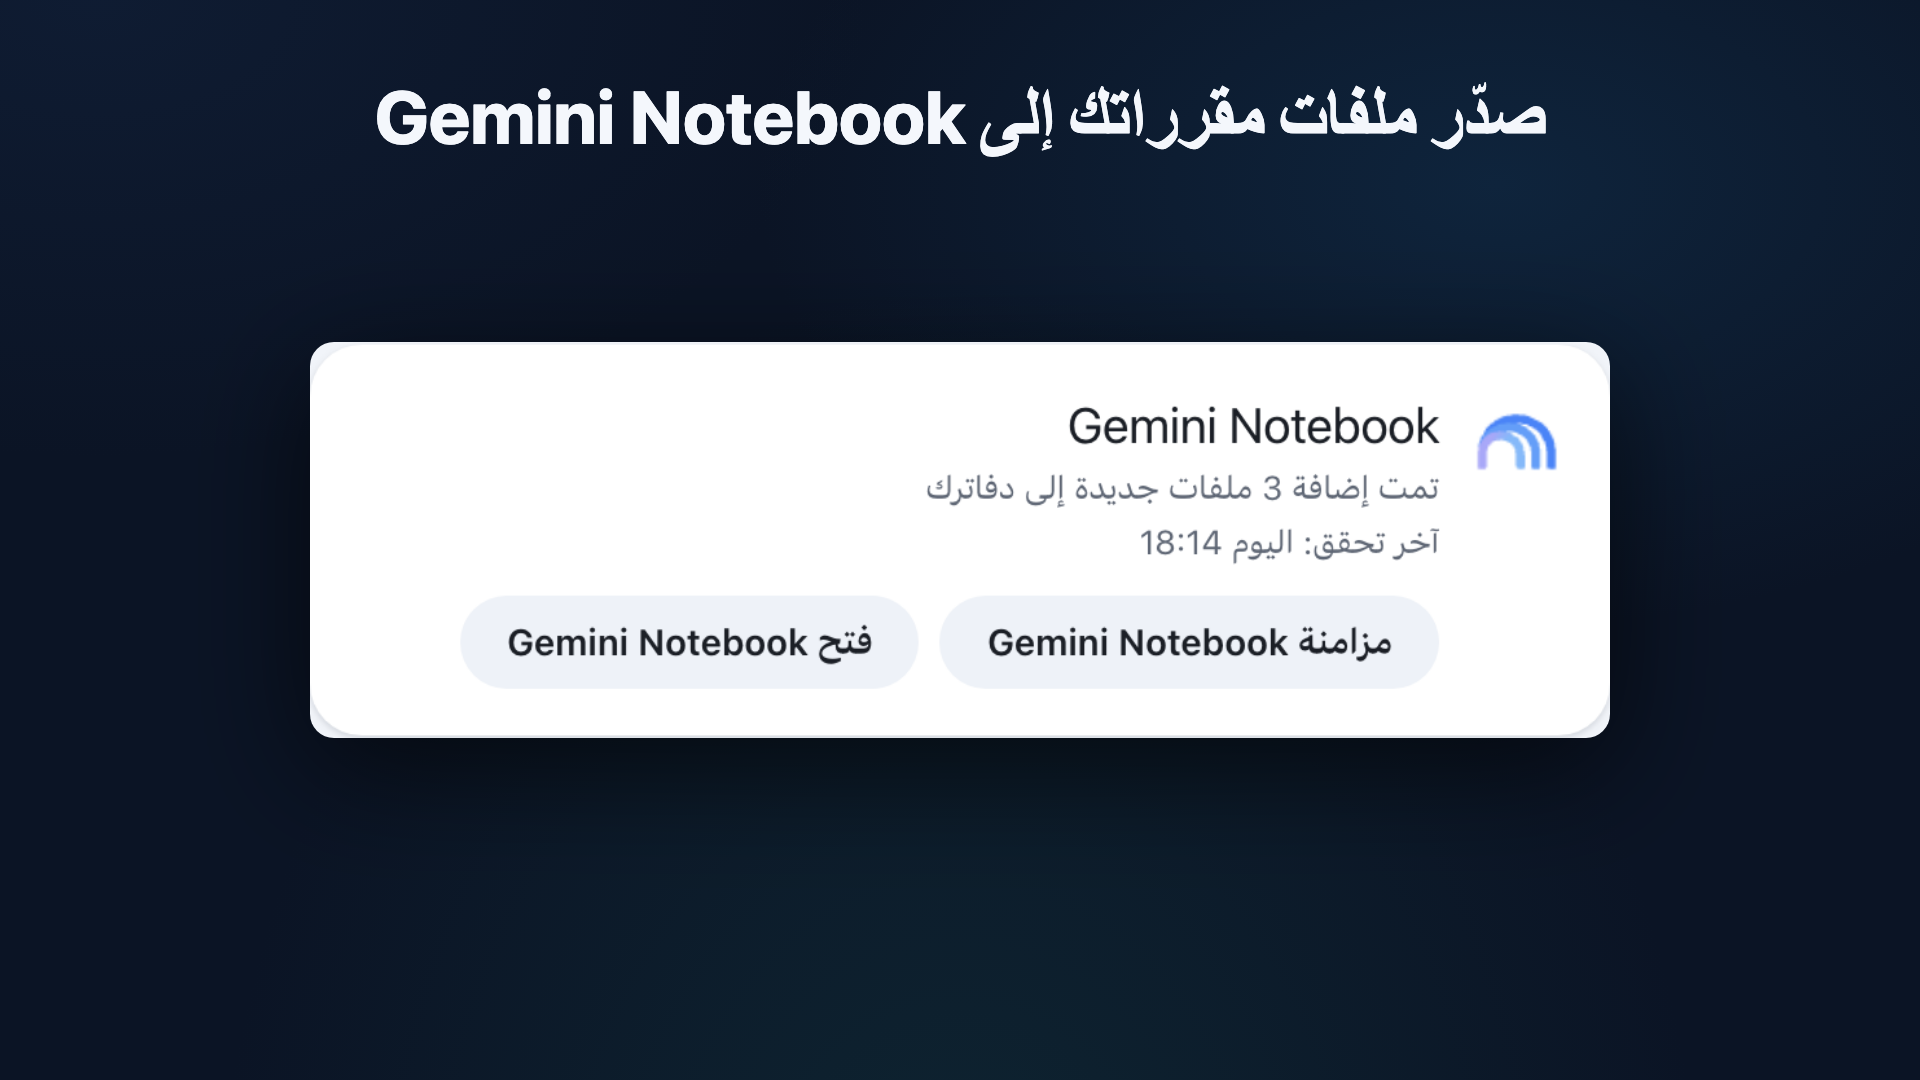 صدّر ملفات مقرراتك إلى Gemini Notebook
Gemini Notebook
تمت إضافة 3 ملفات جديدة إلى دفاترك
آخر تحقق: اليوم 18:14
مزامنة Gemini Notebook
فتح Gemini Notebook